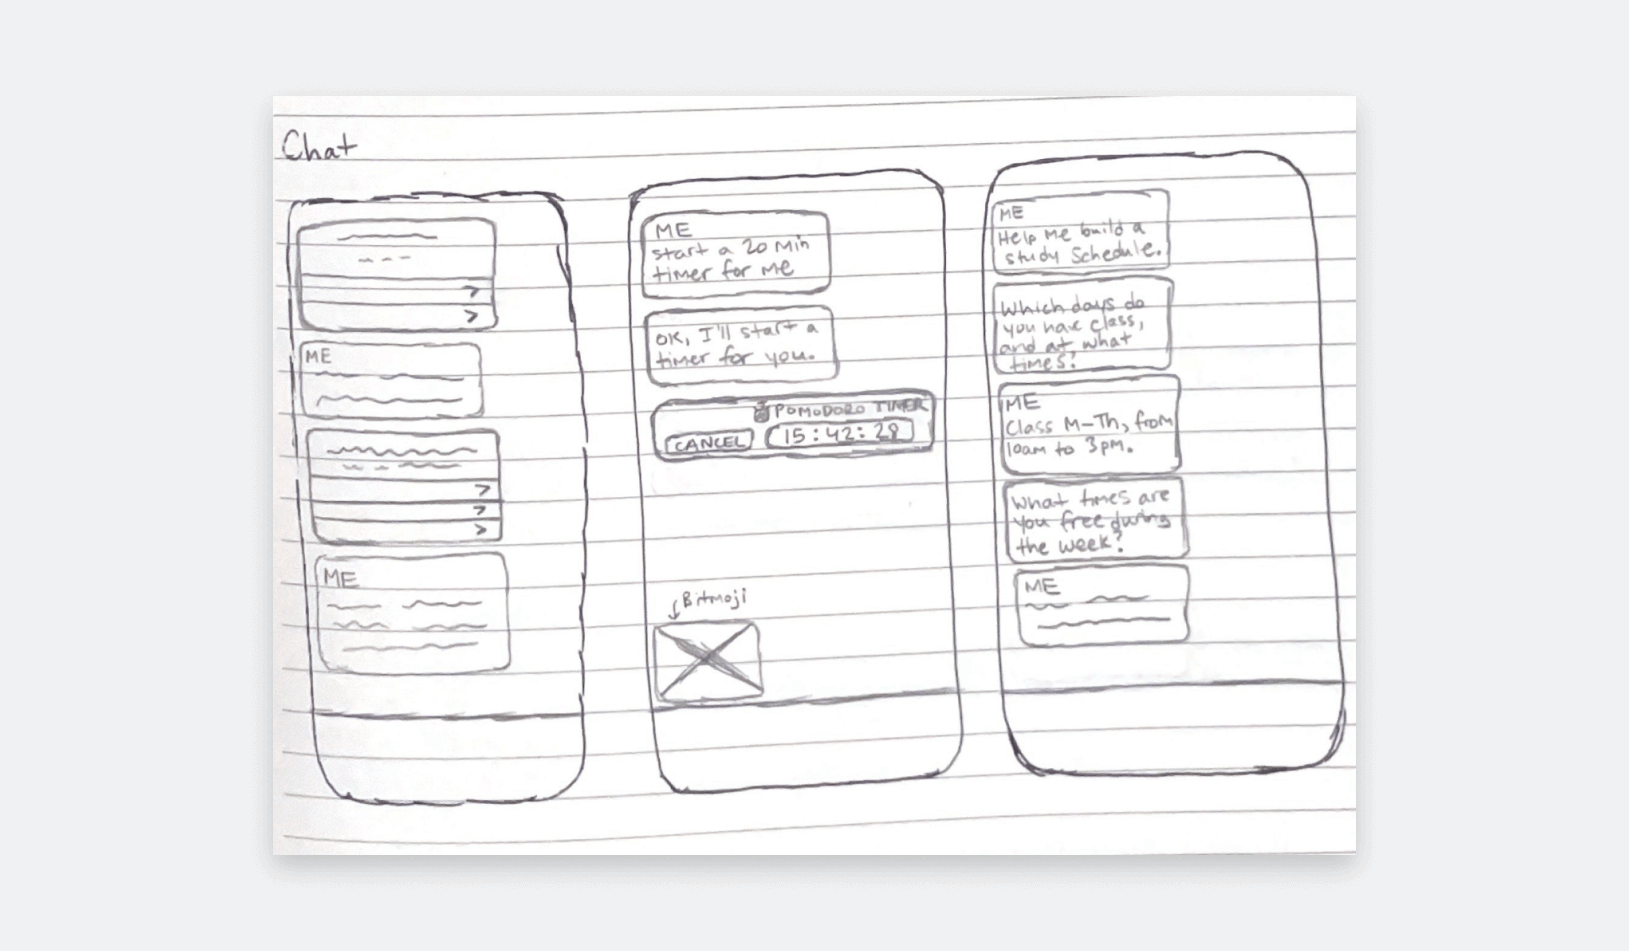 Chat
ME
ME
ME
start a 20 Min
timer for me
OK, I'll start a
timer for you.
POMODORO TIMER
CANCEL
15:42:28
Bitmoji
ME
Help Me build a
study Schedule.
Which days do
you have class,
and at what
times?
ME
Class M-Th, from
10am to 3pm.
What times are
you free during
the week?
ME